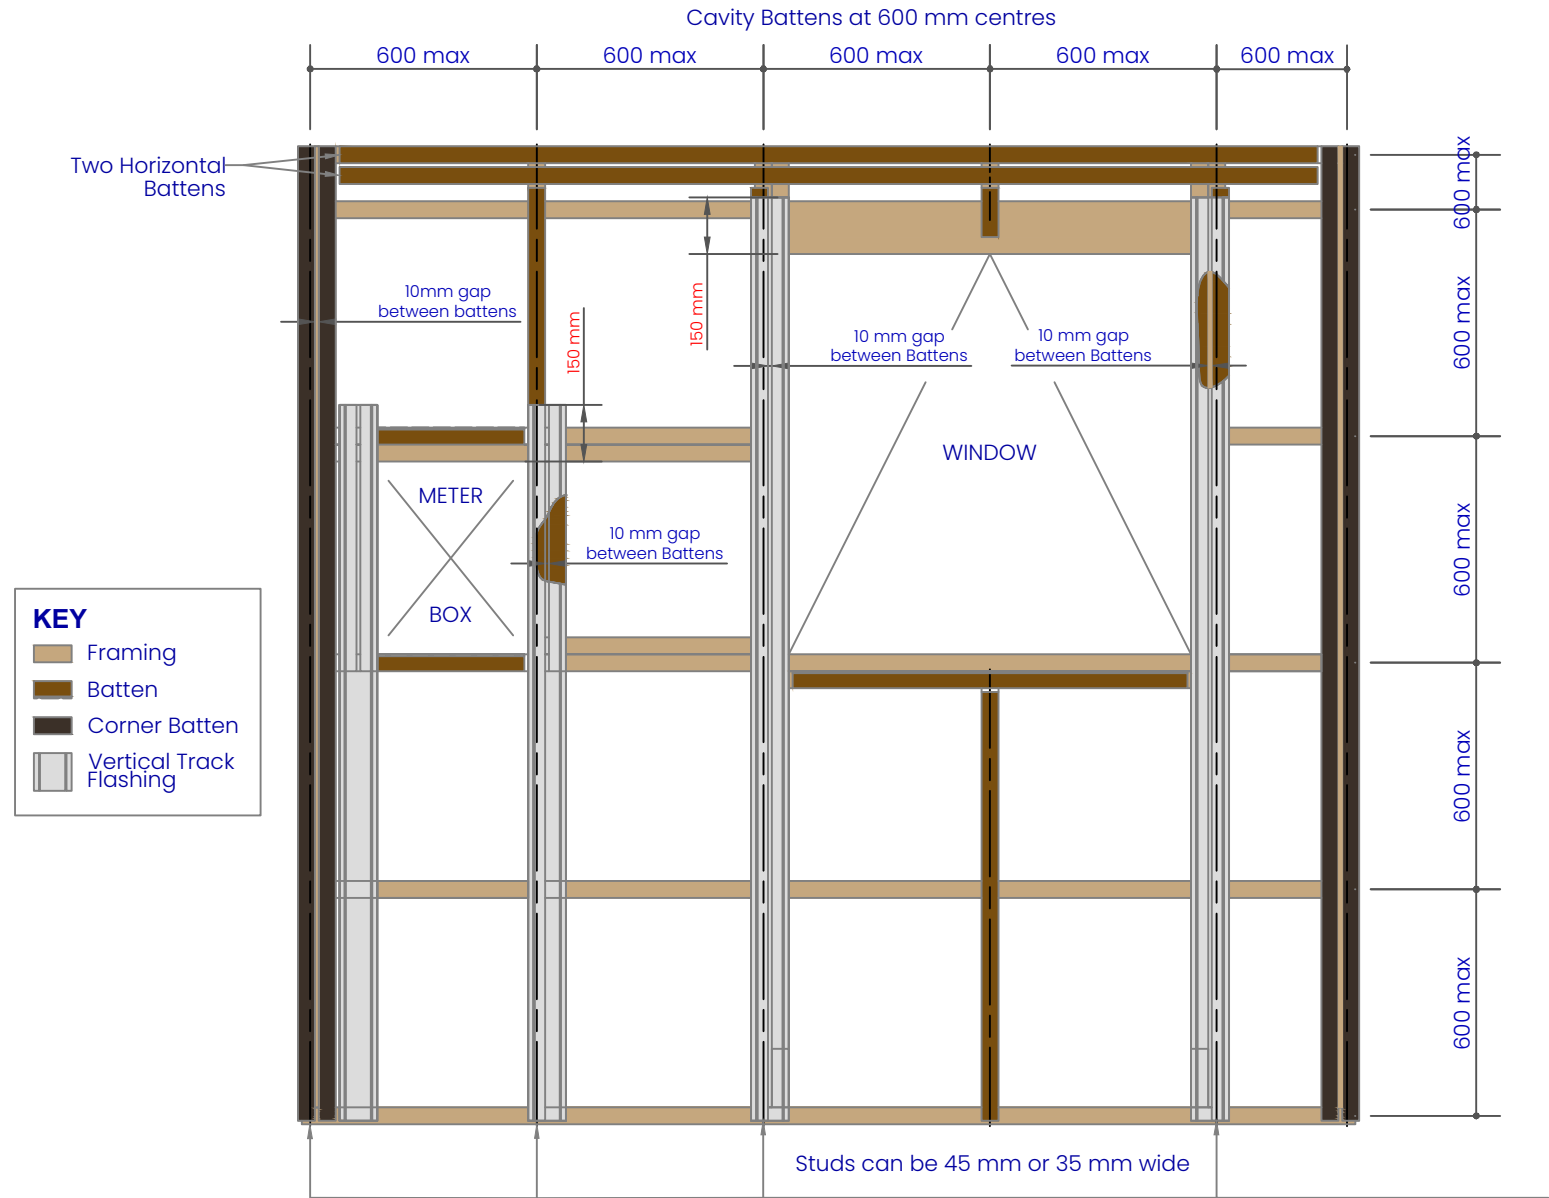 Cavity Battens at 600 mm centres
600 max
600 max
600 max
600 max
600 max
Two Horizontal
Battens
600 max
600 max
600 max
600 max
600 max
10mm gap
between battens
150 mm
150 mm
10 mm gap
between Battens
10 mm gap
between Battens
WINDOW
METER
BOX
10 mm gap
between Battens
KEY
Framing
Batten
Corner Batten
Vertical Track
Flashing
Studs can be 45 mm or 35 mm wide